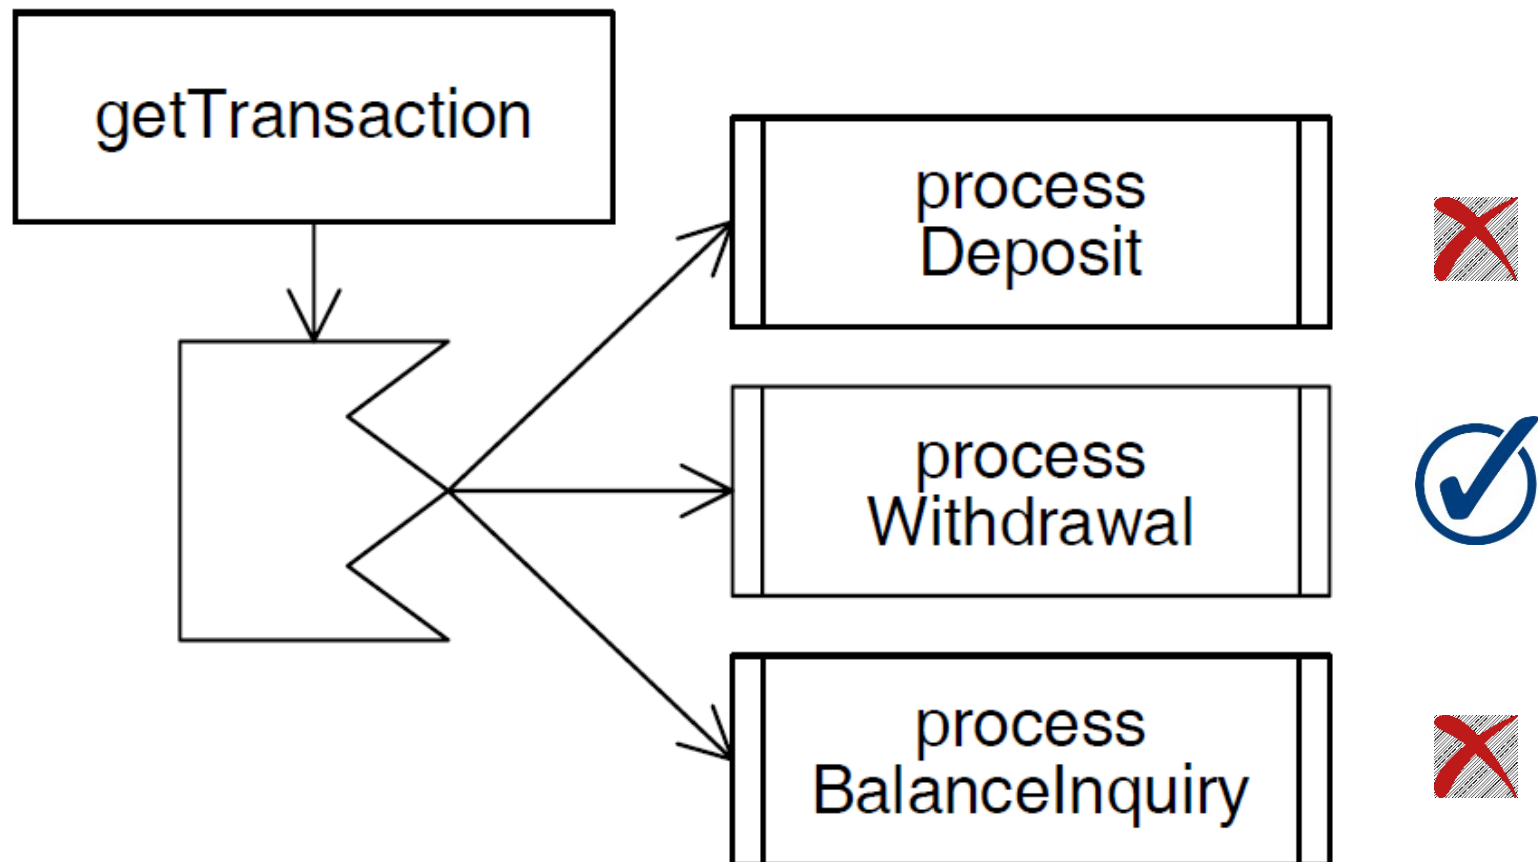 getTransaction
process
Deposit
process
Withdrawal
process
BalanceInquiry